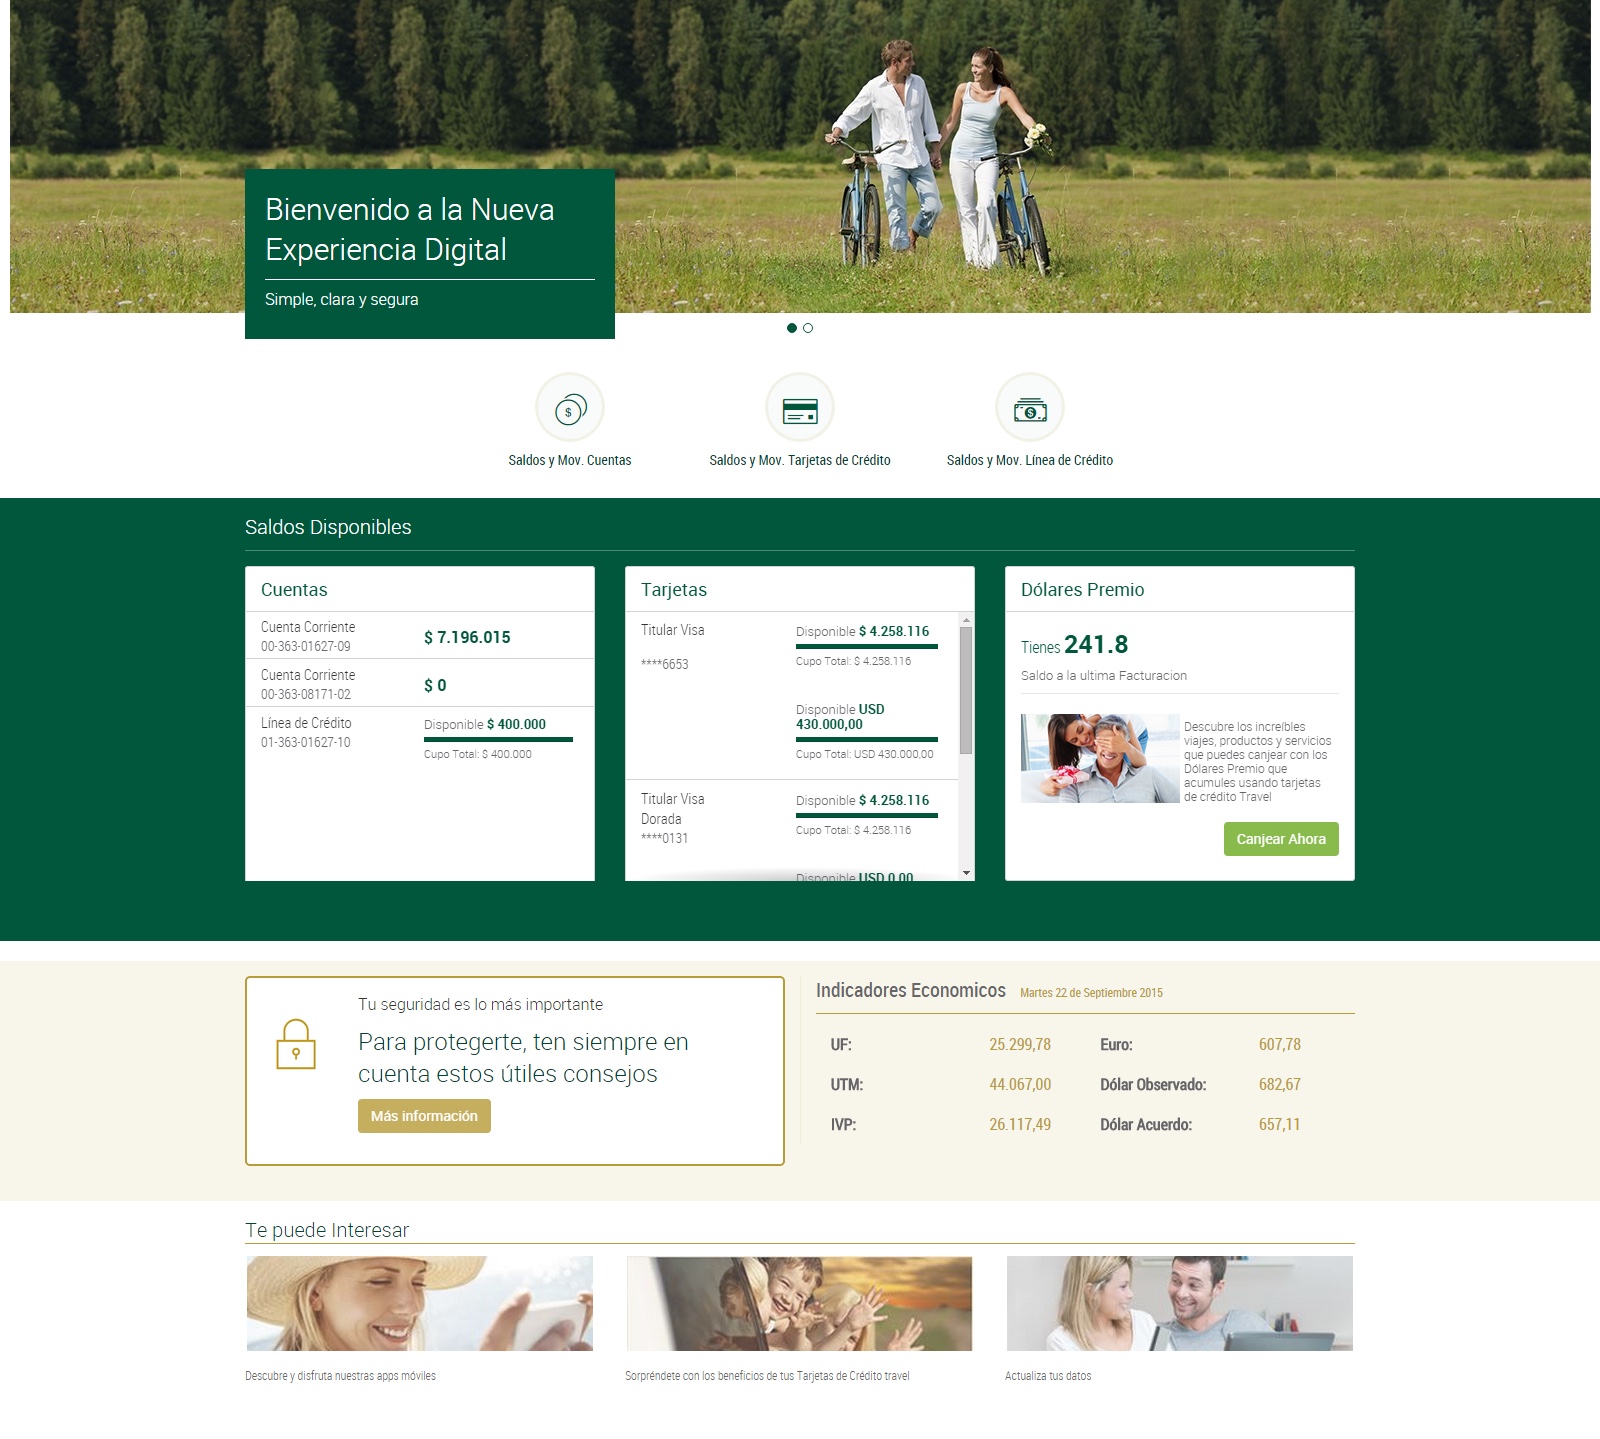 Bienvenido a la Nueva
Experiencia Digital
Simple, clara y segura
Saldos y Mov. Cuentas
Saldos y Mov. Tarjetas de Crédito
Saldos y Mov. Línea de Crédito
Saldos Disponibles
Cuentas
Cuenta Corriente
00-363-01627-09
$ 7.196.015
Cuenta Corriente
00-363-08171-02
$ 0
Línea de Crédito
01-363-01627-10
Disponible $ 400.000
Cupo Total: $ 400.000
Tarjetas
Titular Visa
****6653
Disponible $ 4.258.116
Cupo Total: $ 4.258.116
Disponible USD
430.000,00
Cupo Total: USD 430.000,00
Titular Visa
Dorada
****0131
Disponible $ 4.258.116
Cupo Total: $ 4.258.116
Disponible USD 0,00
Dólares Premio
Tienes 241.8
Saldo a la ultima Facturacion
Descubre los increíbles
viajes, productos y servicios
que puedes canjear con los
Dólares Premio que
acumules usando tarjetas
de crédito Travel
Canjear Ahora
Tu seguridad es lo más importante
Para protegerte, ten siempre en
cuenta estos útiles consejos
Más información
Indicadores Economicos Martes 22 de Septiembre 2015
UF: 25.299,78 Euro: 607,78
UTM: 44.067,00 Dólar Observado: 682,67
IVP: 26.117,49 Dólar Acuerdo: 657,11
Te puede Interesar
Descubre y disfruta nuestras apps móviles
Sorpréndete con los beneficios de tus Tarjetas de Crédito travel
Actualiza tus datos